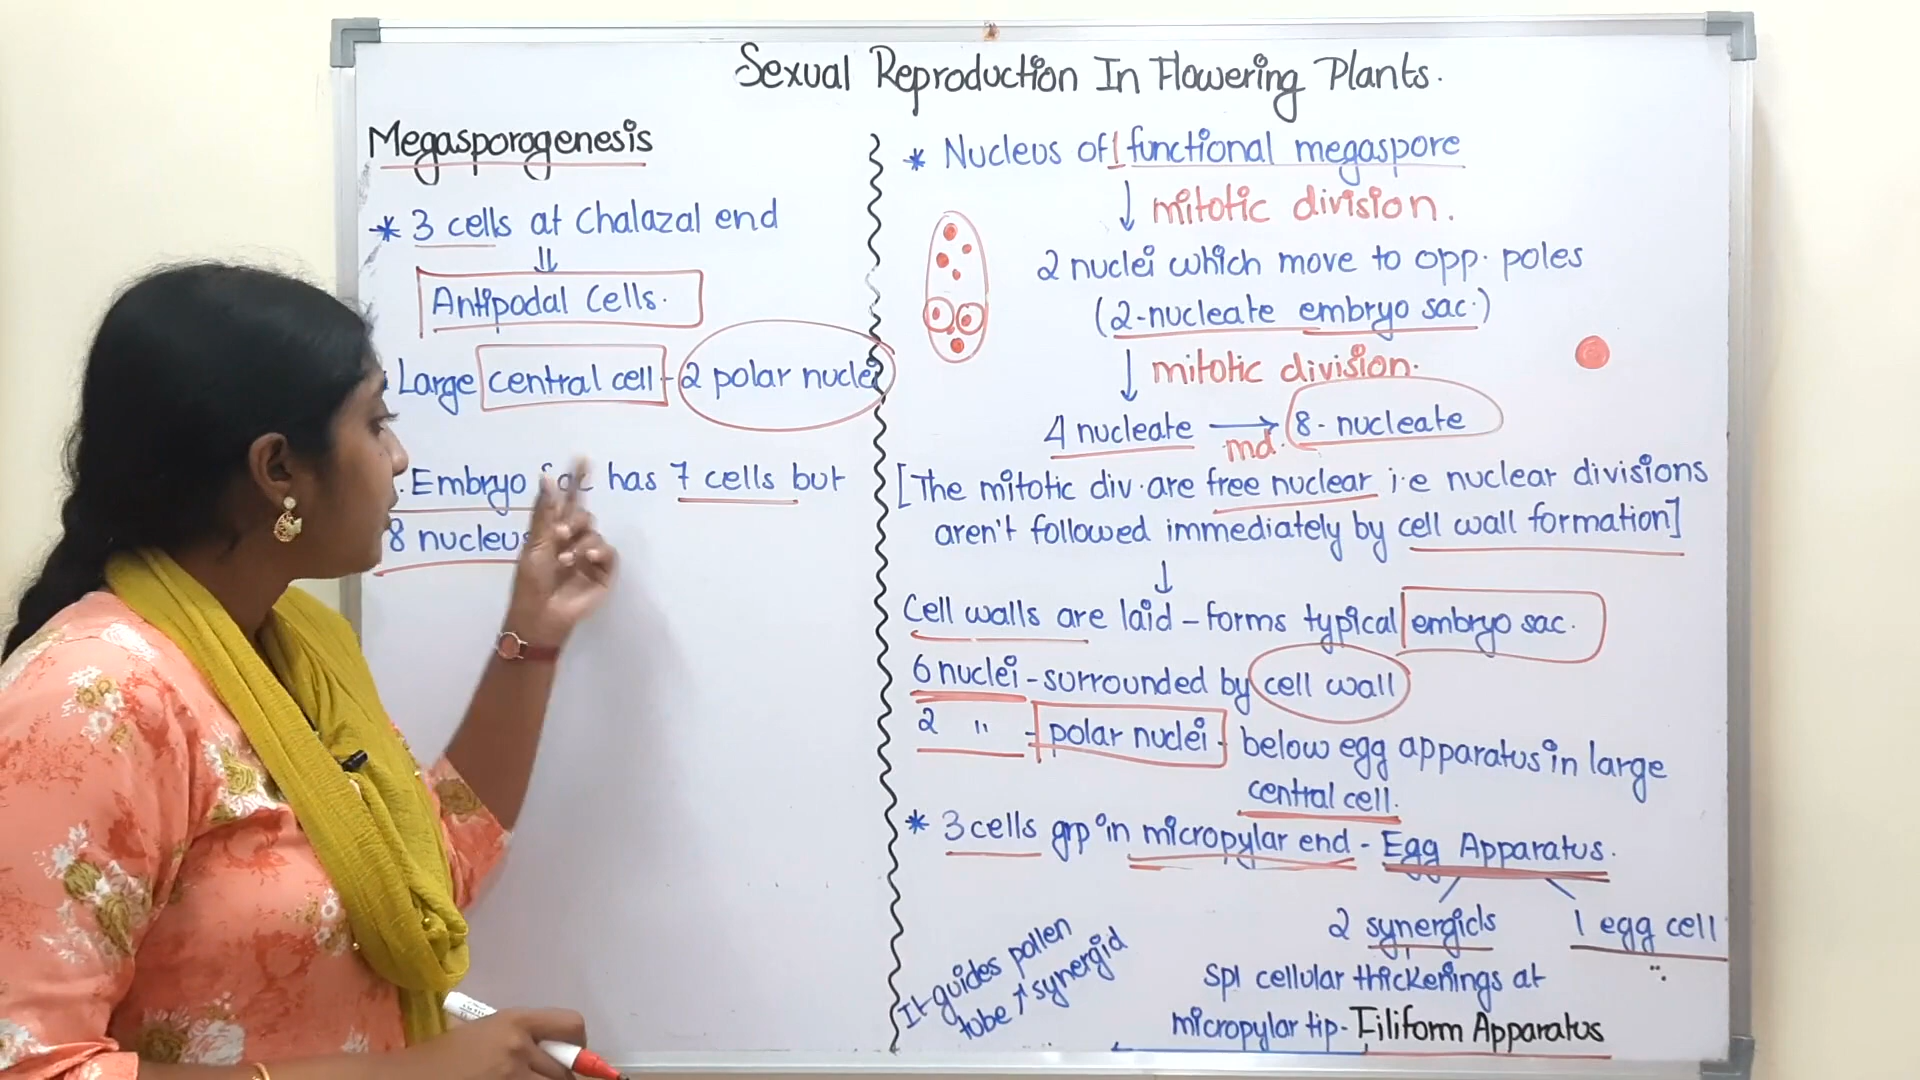 Sexual Reproduction In Flowering Plants.
Megasporogenesis
* 3 cells at Chalazal end
⇓
Antipodal Cells.
Large central cell - 2 polar nuclei
Embryo Sac has 7 cells but
8 nucleus
* Nucleus of 1 functional megaspore
↓ mitotic division.
2 nuclei which move to opp. poles
(2-nucleate embryo sac.)
↓ mitotic division.
4 nucleate → 8-nucleate
md.
[The mitotic div. are free nuclear i.e nuclear divisions
aren't followed immediately by cell wall formation]
↓
Cell walls are laid - forms typical embryo sac.
6 nuclei - surrounded by cell wall
2 " - polar nuclei - below egg apparatus in large
central cell.
* 3 cells grp in micropylar end - Egg Apparatus.
2 synergids 1 egg cell
Spl cellular thickenings at
micropylar tip - Filiform Apparatus
It guides pollen
tube ↗ synergid